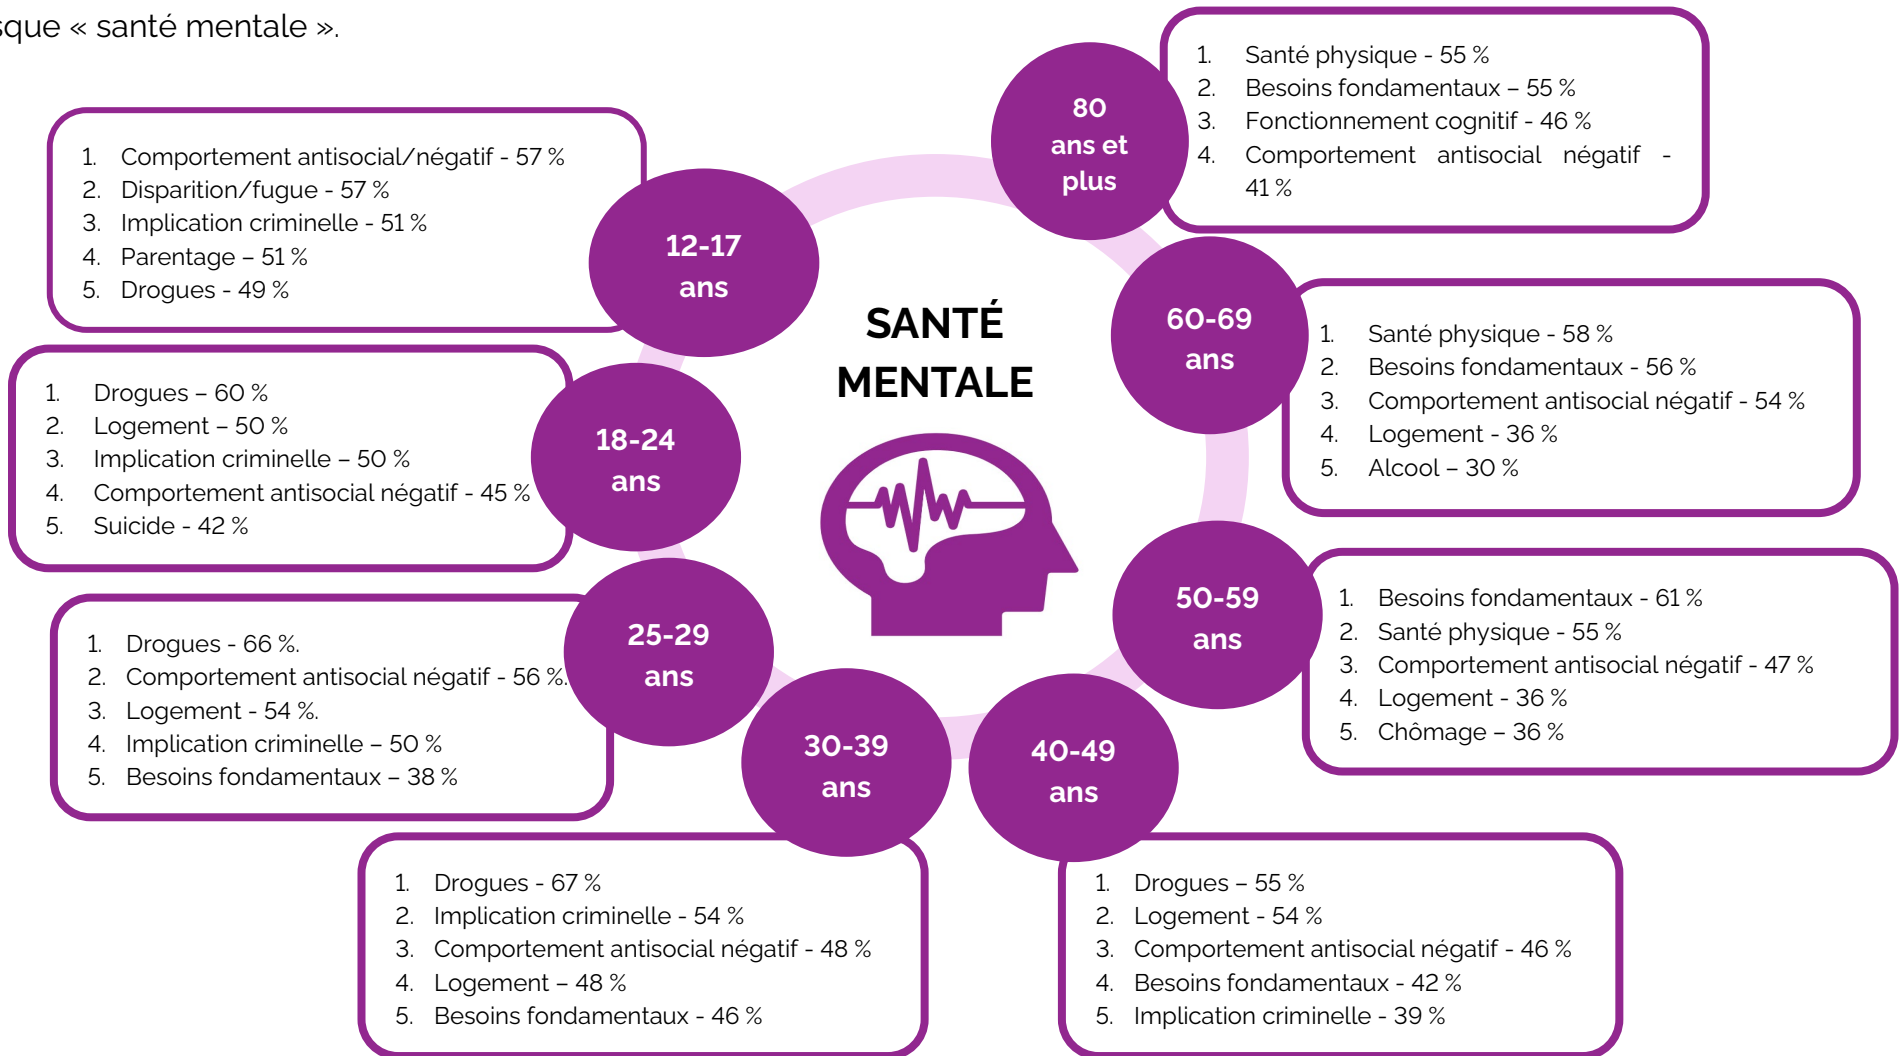 sque « santé mentale ».
1. Comportement antisocial/négatif - 57 %
2. Disparition/fugue - 57 %
3. Implication criminelle - 51 %
4. Parentage – 51 %
5. Drogues - 49 %
12-17
ans
1. Drogues – 60 %
2. Logement – 50 %
3. Implication criminelle – 50 %
4. Comportement antisocial négatif - 45 %
5. Suicide - 42 %
18-24
ans
1. Drogues - 66 %.
2. Comportement antisocial négatif - 56 %.
3. Logement - 54 %.
4. Implication criminelle – 50 %
5. Besoins fondamentaux – 38 %
25-29
ans
30-39
ans
1. Drogues - 67 %
2. Implication criminelle - 54 %
3. Comportement antisocial négatif - 48 %
4. Logement – 48 %
5. Besoins fondamentaux - 46 %
SANTÉ
MENTALE
80
ans et
plus
1. Santé physique - 55 %
2. Besoins fondamentaux – 55 %
3. Fonctionnement cognitif - 46 %
4. Comportement antisocial négatif -
41 %
60-69
ans
1. Santé physique - 58 %
2. Besoins fondamentaux - 56 %
3. Comportement antisocial négatif - 54 %
4. Logement - 36 %
5. Alcool – 30 %
50-59
ans
1. Besoins fondamentaux - 61 %
2. Santé physique - 55 %
3. Comportement antisocial négatif - 47 %
4. Logement - 36 %
5. Chômage – 36 %
40-49
ans
1. Drogues – 55 %
2. Logement - 54 %
3. Comportement antisocial négatif - 46 %
4. Besoins fondamentaux - 42 %
5. Implication criminelle - 39 %